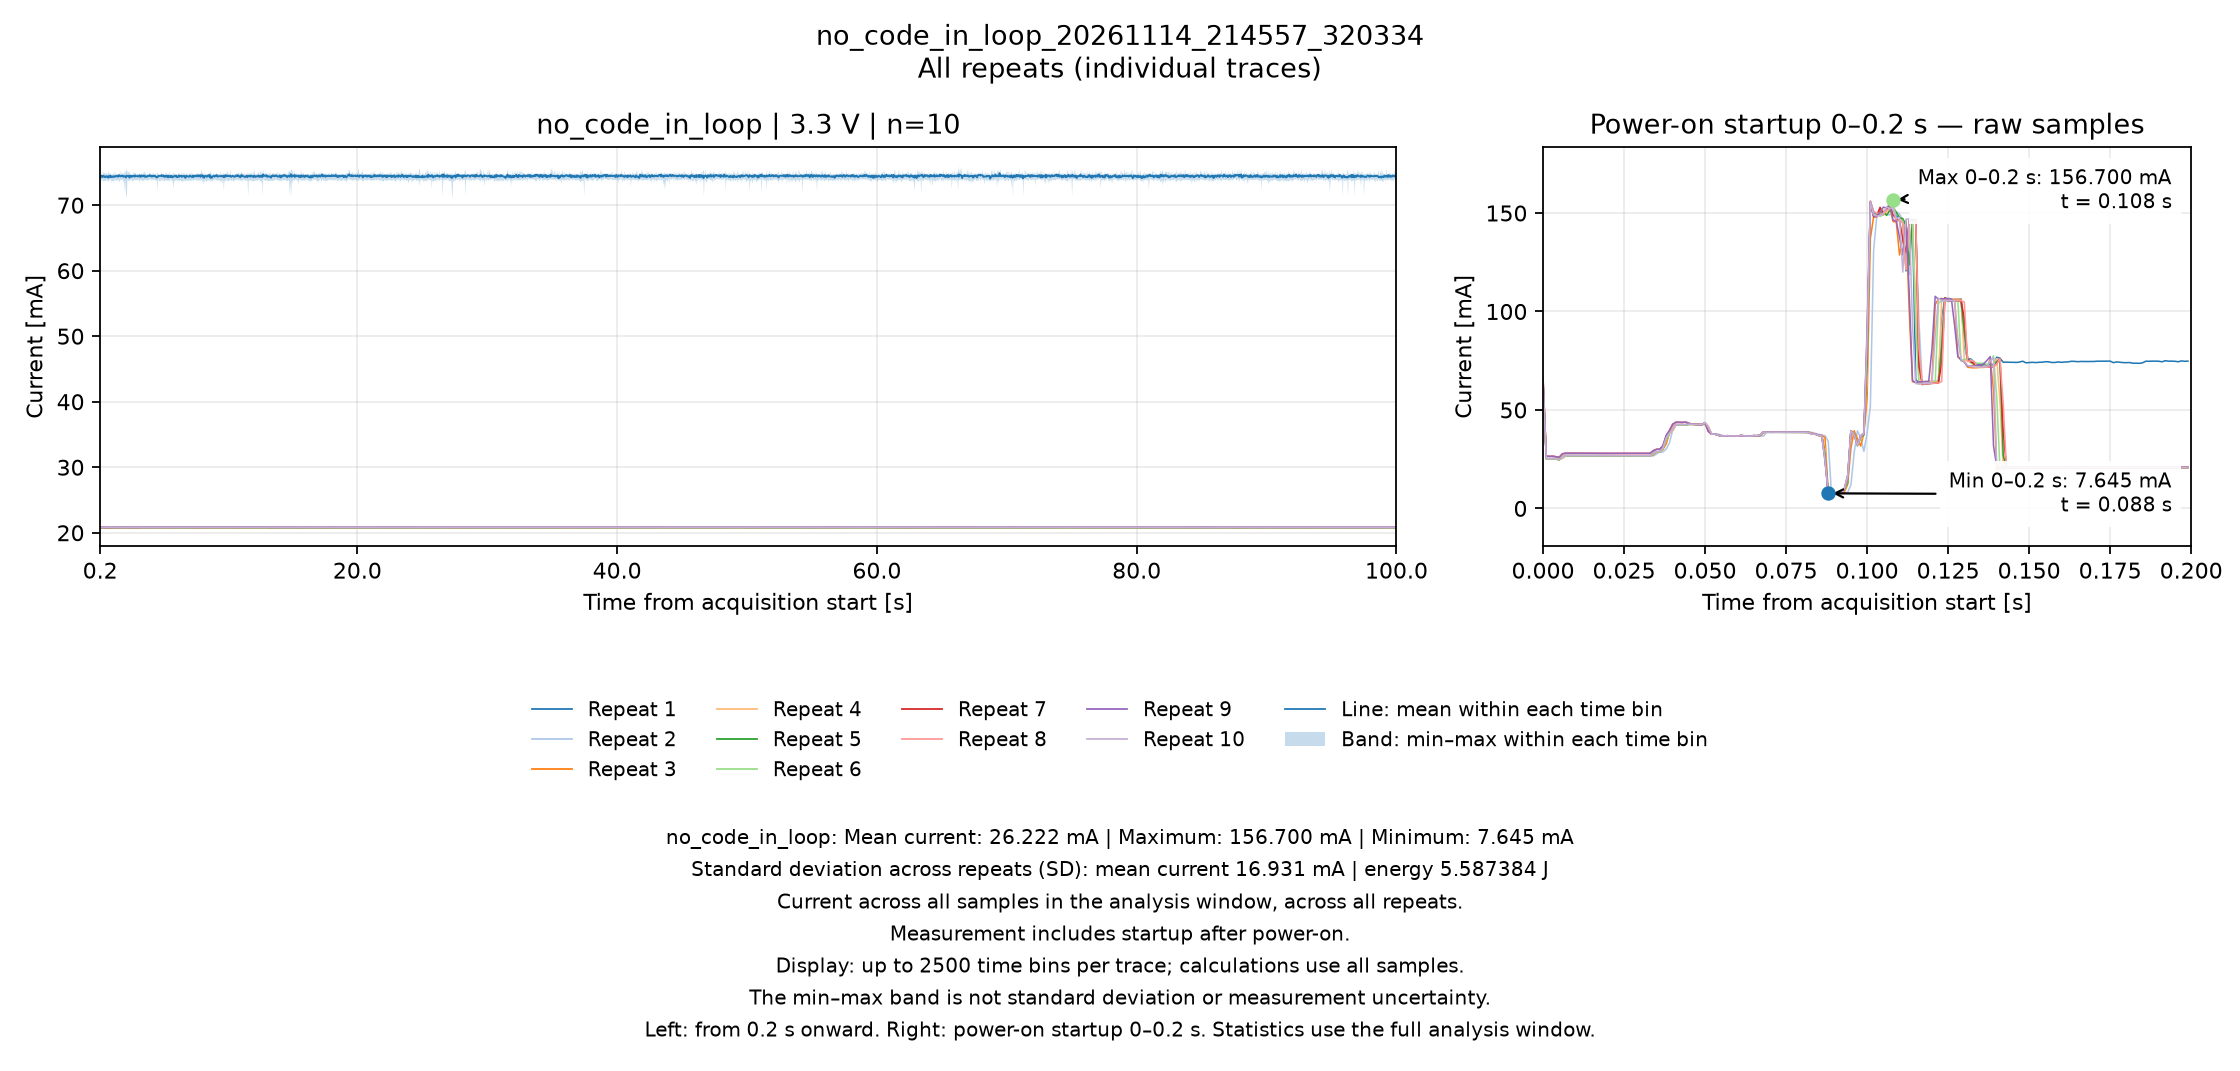 no_code_in_loop_20261114_214557_320334
All repeats (individual traces)
no_code_in_loop | 3.3 V | n=10
Current [mA]
70
60
50
40
30
20
0.2
20.0
40.0
60.0
80.0
100.0
Time from acquisition start [s]
Power-on startup 0–0.2 s — raw samples
Current [mA]
150
100
50
0
Max 0–0.2 s: 156.700 mA
t = 0.108 s
Min 0–0.2 s: 7.645 mA
t = 0.088 s
0.000
0.025
0.050
0.075
0.100
0.125
0.150
0.175
0.200
Time from acquisition start [s]
Repeat 1
Repeat 2
Repeat 3
Repeat 4
Repeat 5
Repeat 6
Repeat 7
Repeat 8
Repeat 9
Repeat 10
Line: mean within each time bin
Band: min–max within each time bin
no_code_in_loop: Mean current: 26.222 mA | Maximum: 156.700 mA | Minimum: 7.645 mA
Standard deviation across repeats (SD): mean current 16.931 mA | energy 5.587384 J
Current across all samples in the analysis window, across all repeats.
Measurement includes startup after power-on.
Display: up to 2500 time bins per trace; calculations use all samples.
The min–max band is not standard deviation or measurement uncertainty.
Left: from 0.2 s onward. Right: power-on startup 0–0.2 s. Statistics use the full analysis window.